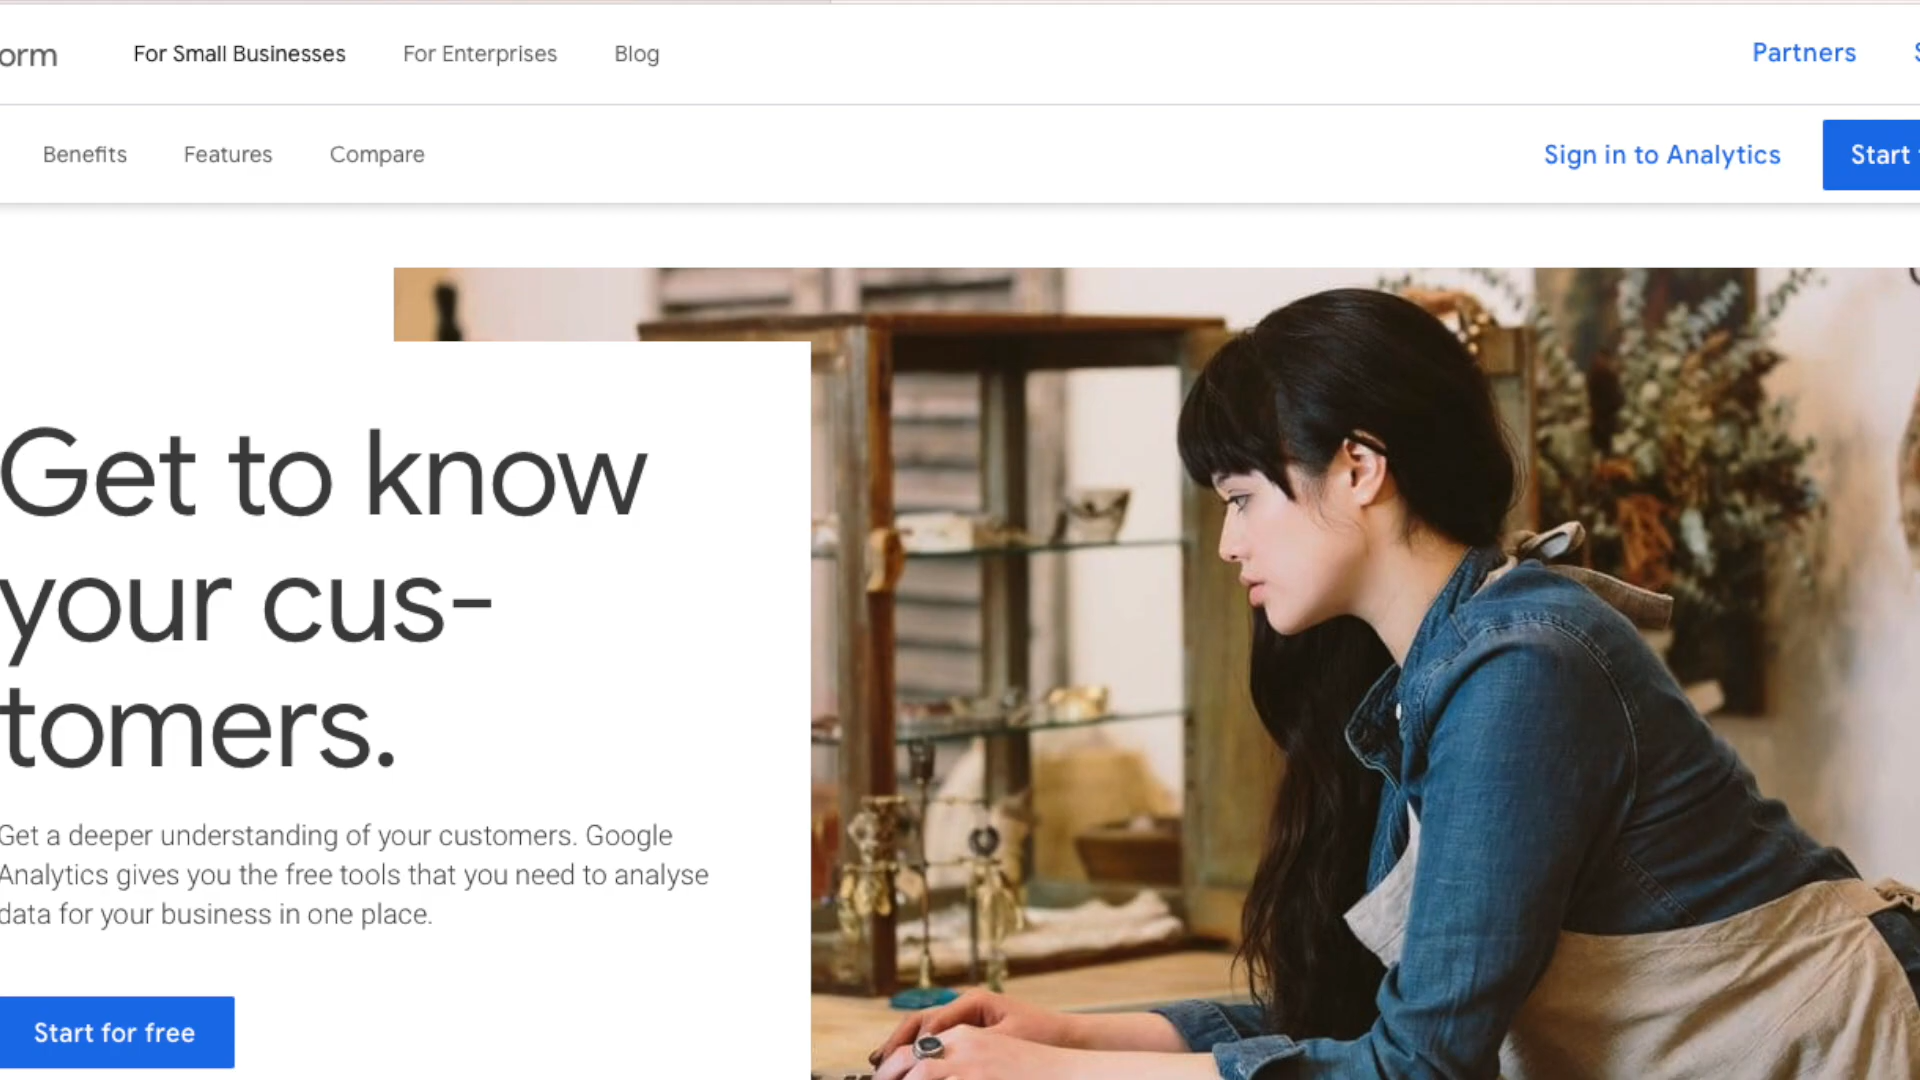 For Small Businesses For Enterprises Blog Partners
Benefits Features Compare Sign in to Analytics Start
Get to know
your cus-
tomers.
Get a deeper understanding of your customers. Google
Analytics gives you the free tools that you need to analyse
data for your business in one place.
Start for free